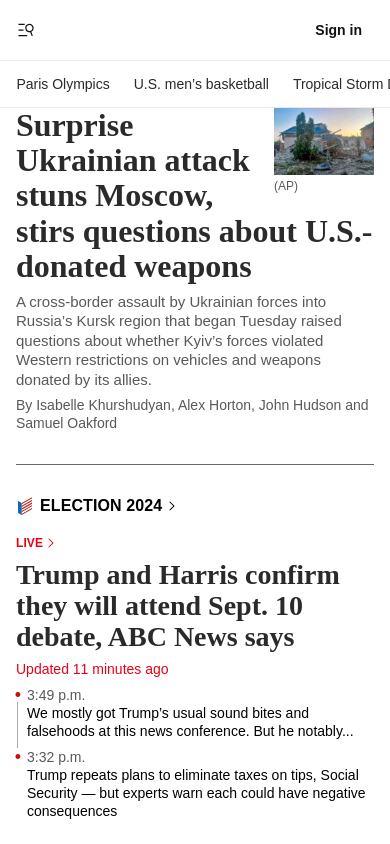 Sign in
Paris Olympics U.S. men’s basketball Tropical Storm D
Surprise
Ukrainian attack
stuns Moscow,
stirs questions about U.S.-
donated weapons
(AP)
A cross-border assault by Ukrainian forces into
Russia’s Kursk region that began Tuesday raised
questions about whether Kyiv’s forces violated
Western restrictions on vehicles and weapons
donated by its allies.
By Isabelle Khurshudyan, Alex Horton, John Hudson and
Samuel Oakford
ELECTION 2024
LIVE
Trump and Harris confirm
they will attend Sept. 10
debate, ABC News says
Updated 11 minutes ago
3:49 p.m.
We mostly got Trump’s usual sound bites and
falsehoods at this news conference. But he notably...
3:32 p.m.
Trump repeats plans to eliminate taxes on tips, Social
Security — but experts warn each could have negative
consequences